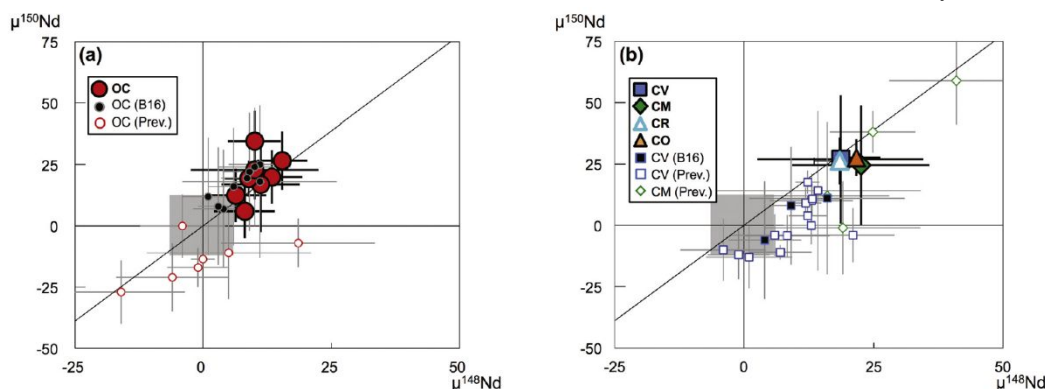 μ¹⁵⁰Nd
75
(a)
OC
OC (B16)
OC (Prev.)
50
25
0
-25
-50
-25
0
25
50
μ¹⁴⁸Nd
μ¹⁵⁰Nd
75
(b)
CV
CM
CR
CO
CV (B16)
CV (Prev.)
CM (Prev.)
50
25
0
-25
-50
-25
0
25
50
μ¹⁴⁸Nd